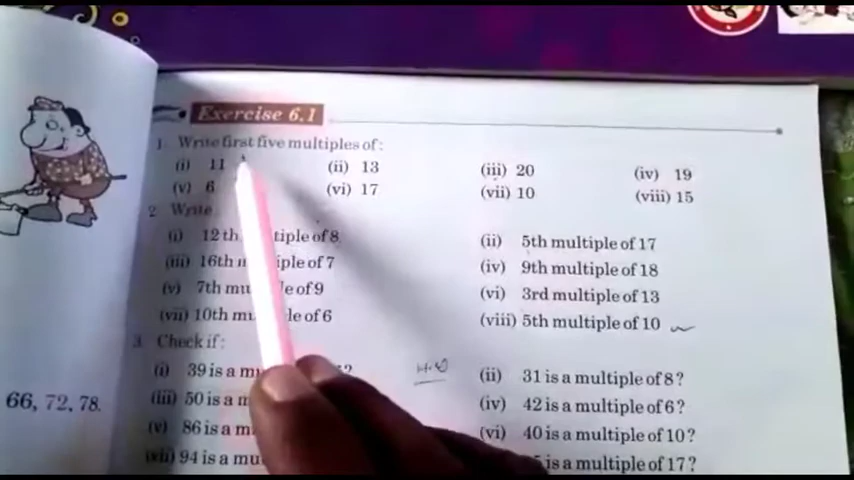 Exercise 6.1
1. Write first five multiples of:
(i) 11 (ii) 13 (iii) 20 (iv) 19
(v) 6 (vi) 17 (vii) 10 (viii) 15
2. Write
(i) 12th tiple of 8 (ii) 5th multiple of 17
(iii) 16th iple of 7 (iv) 9th multiple of 18
(v) 7th of 9 (vi) 3rd multiple of 13
(vii) 10th of 6 (viii) 5th multiple of 10
3. Check if:
(i) 39 is a (ii) 31 is a multiple of 8?
66, 72, 78. (iii) 50 is a (iv) 42 is a multiple of 6?
(v) 86 is a (vi) 40 is a multiple of 10?
94 is a is a multiple of 17?